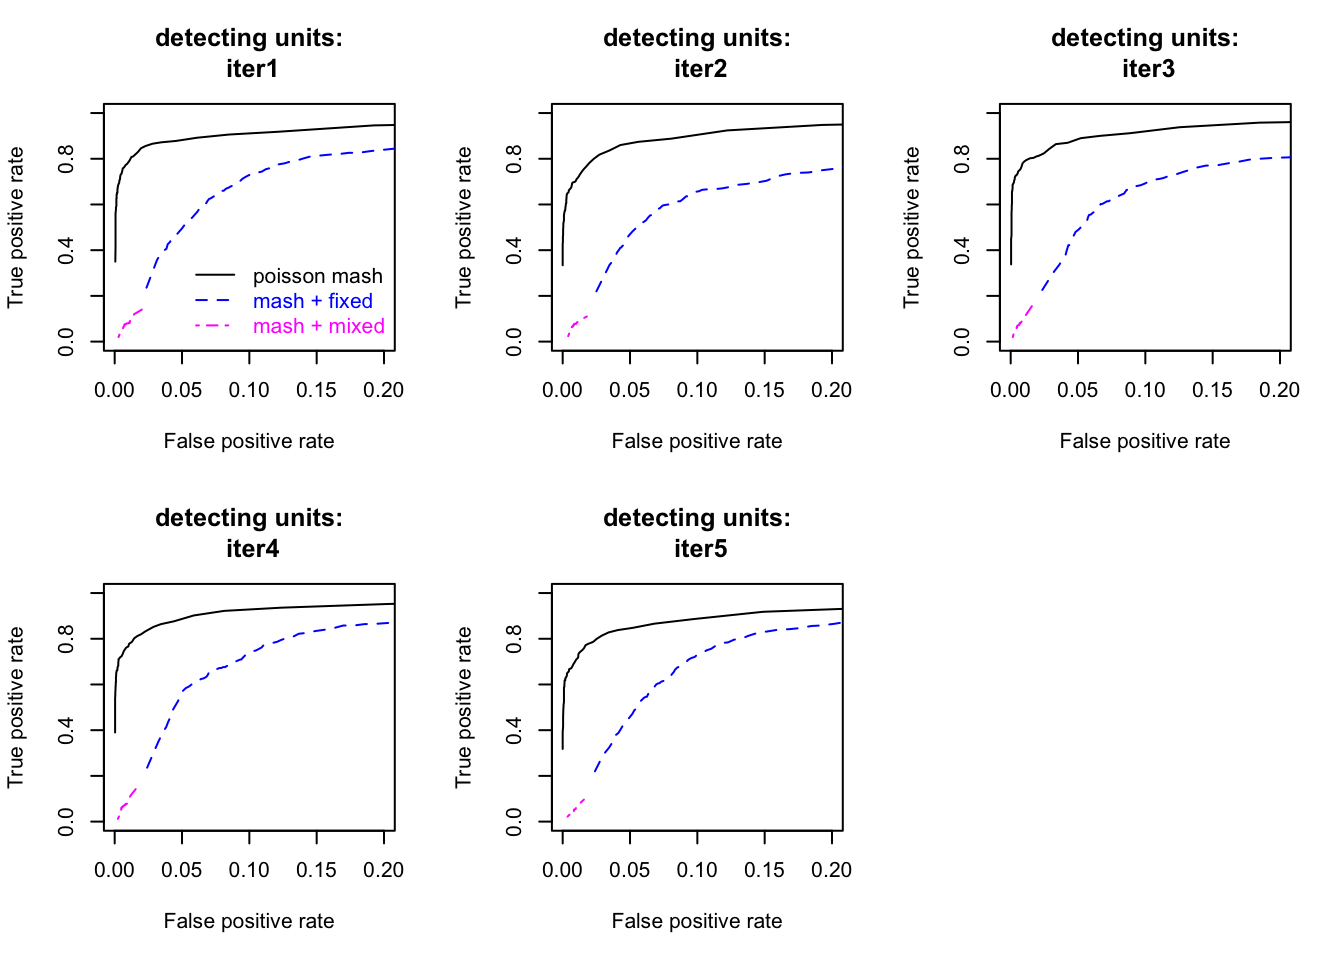 detecting units:
iter1
True positive rate
0.0 0.4 0.8
poisson mash
mash + fixed
mash + mixed
0.00 0.05 0.10 0.15 0.20
False positive rate
detecting units:
iter2
True positive rate
0.0 0.4 0.8
0.00 0.05 0.10 0.15 0.20
False positive rate
detecting units:
iter3
True positive rate
0.0 0.4 0.8
0.00 0.05 0.10 0.15 0.20
False positive rate
detecting units:
iter4
True positive rate
0.0 0.4 0.8
0.00 0.05 0.10 0.15 0.20
False positive rate
detecting units:
iter5
True positive rate
0.0 0.4 0.8
0.00 0.05 0.10 0.15 0.20
False positive rate